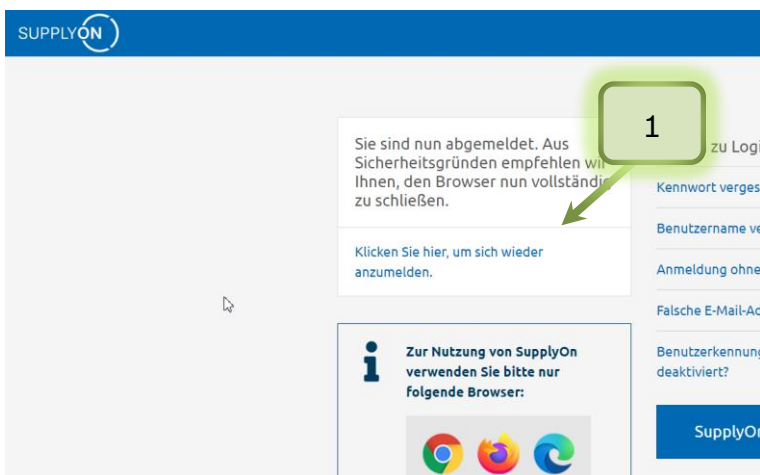 SUPPLYON
1
Sie sind nun abgemeldet. Aus
Sicherheitsgründen empfehlen wir
Ihnen, den Browser nun vollständig
zu schließen.
Klicken Sie hier, um sich wieder
anzumelden.
zu Logi
Kennwort verges
Benutzername ve
Anmeldung ohne
Falsche E-Mail-Ad
Benutzerkennung
deaktiviert?
SupplyOn
Zur Nutzung von SupplyOn
verwenden Sie bitte nur
folgende Browser: